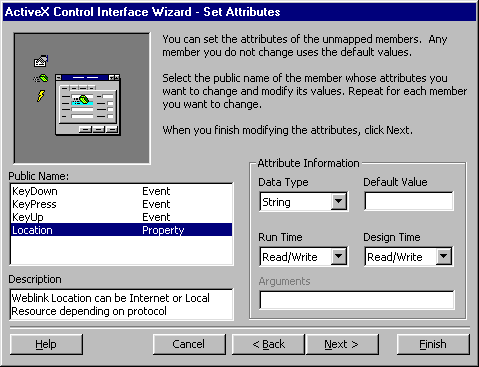 ActiveX Control Interface Wizard - Set Attributes
You can set the attributes of the unmapped members. Any
member you do not change uses the default values.
Select the public name of the member whose attributes you
want to change and modify its values. Repeat for each member
you want to change.
When you finish modifying the attributes, click Next.
Public Name:
KeyDown Event
KeyPress Event
KeyUp Event
Location Property
Description
Weblink Location can be Internet or Local
Resource depending on protocol
Attribute Information
Data Type Default Value
String
Run Time Design Time
Read/Write Read/Write
Arguments
Help Cancel < Back Next > Finish